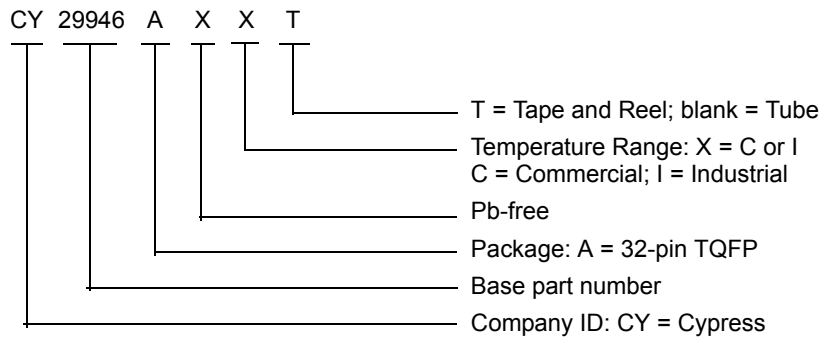 CY 29946 A X X T
T = Tape and Reel; blank = Tube
Temperature Range: X = C or I
C = Commercial; I = Industrial
Pb-free
Package: A = 32-pin TQFP
Base part number
Company ID: CY = Cypress